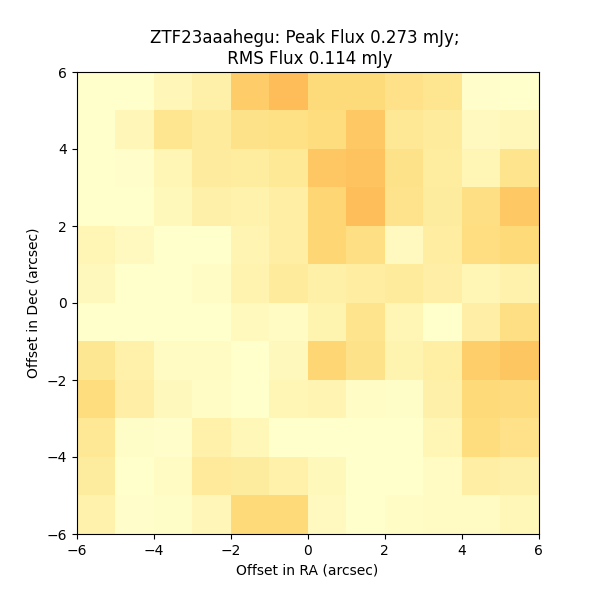 ZTF23aaahegu: Peak Flux 0.273 mJy;
RMS Flux 0.114 mJy
6
4
2
0
−2
−4
−6
Offset in Dec (arcsec)
−6 −4 −2 0 2 4 6
Offset in RA (arcsec)